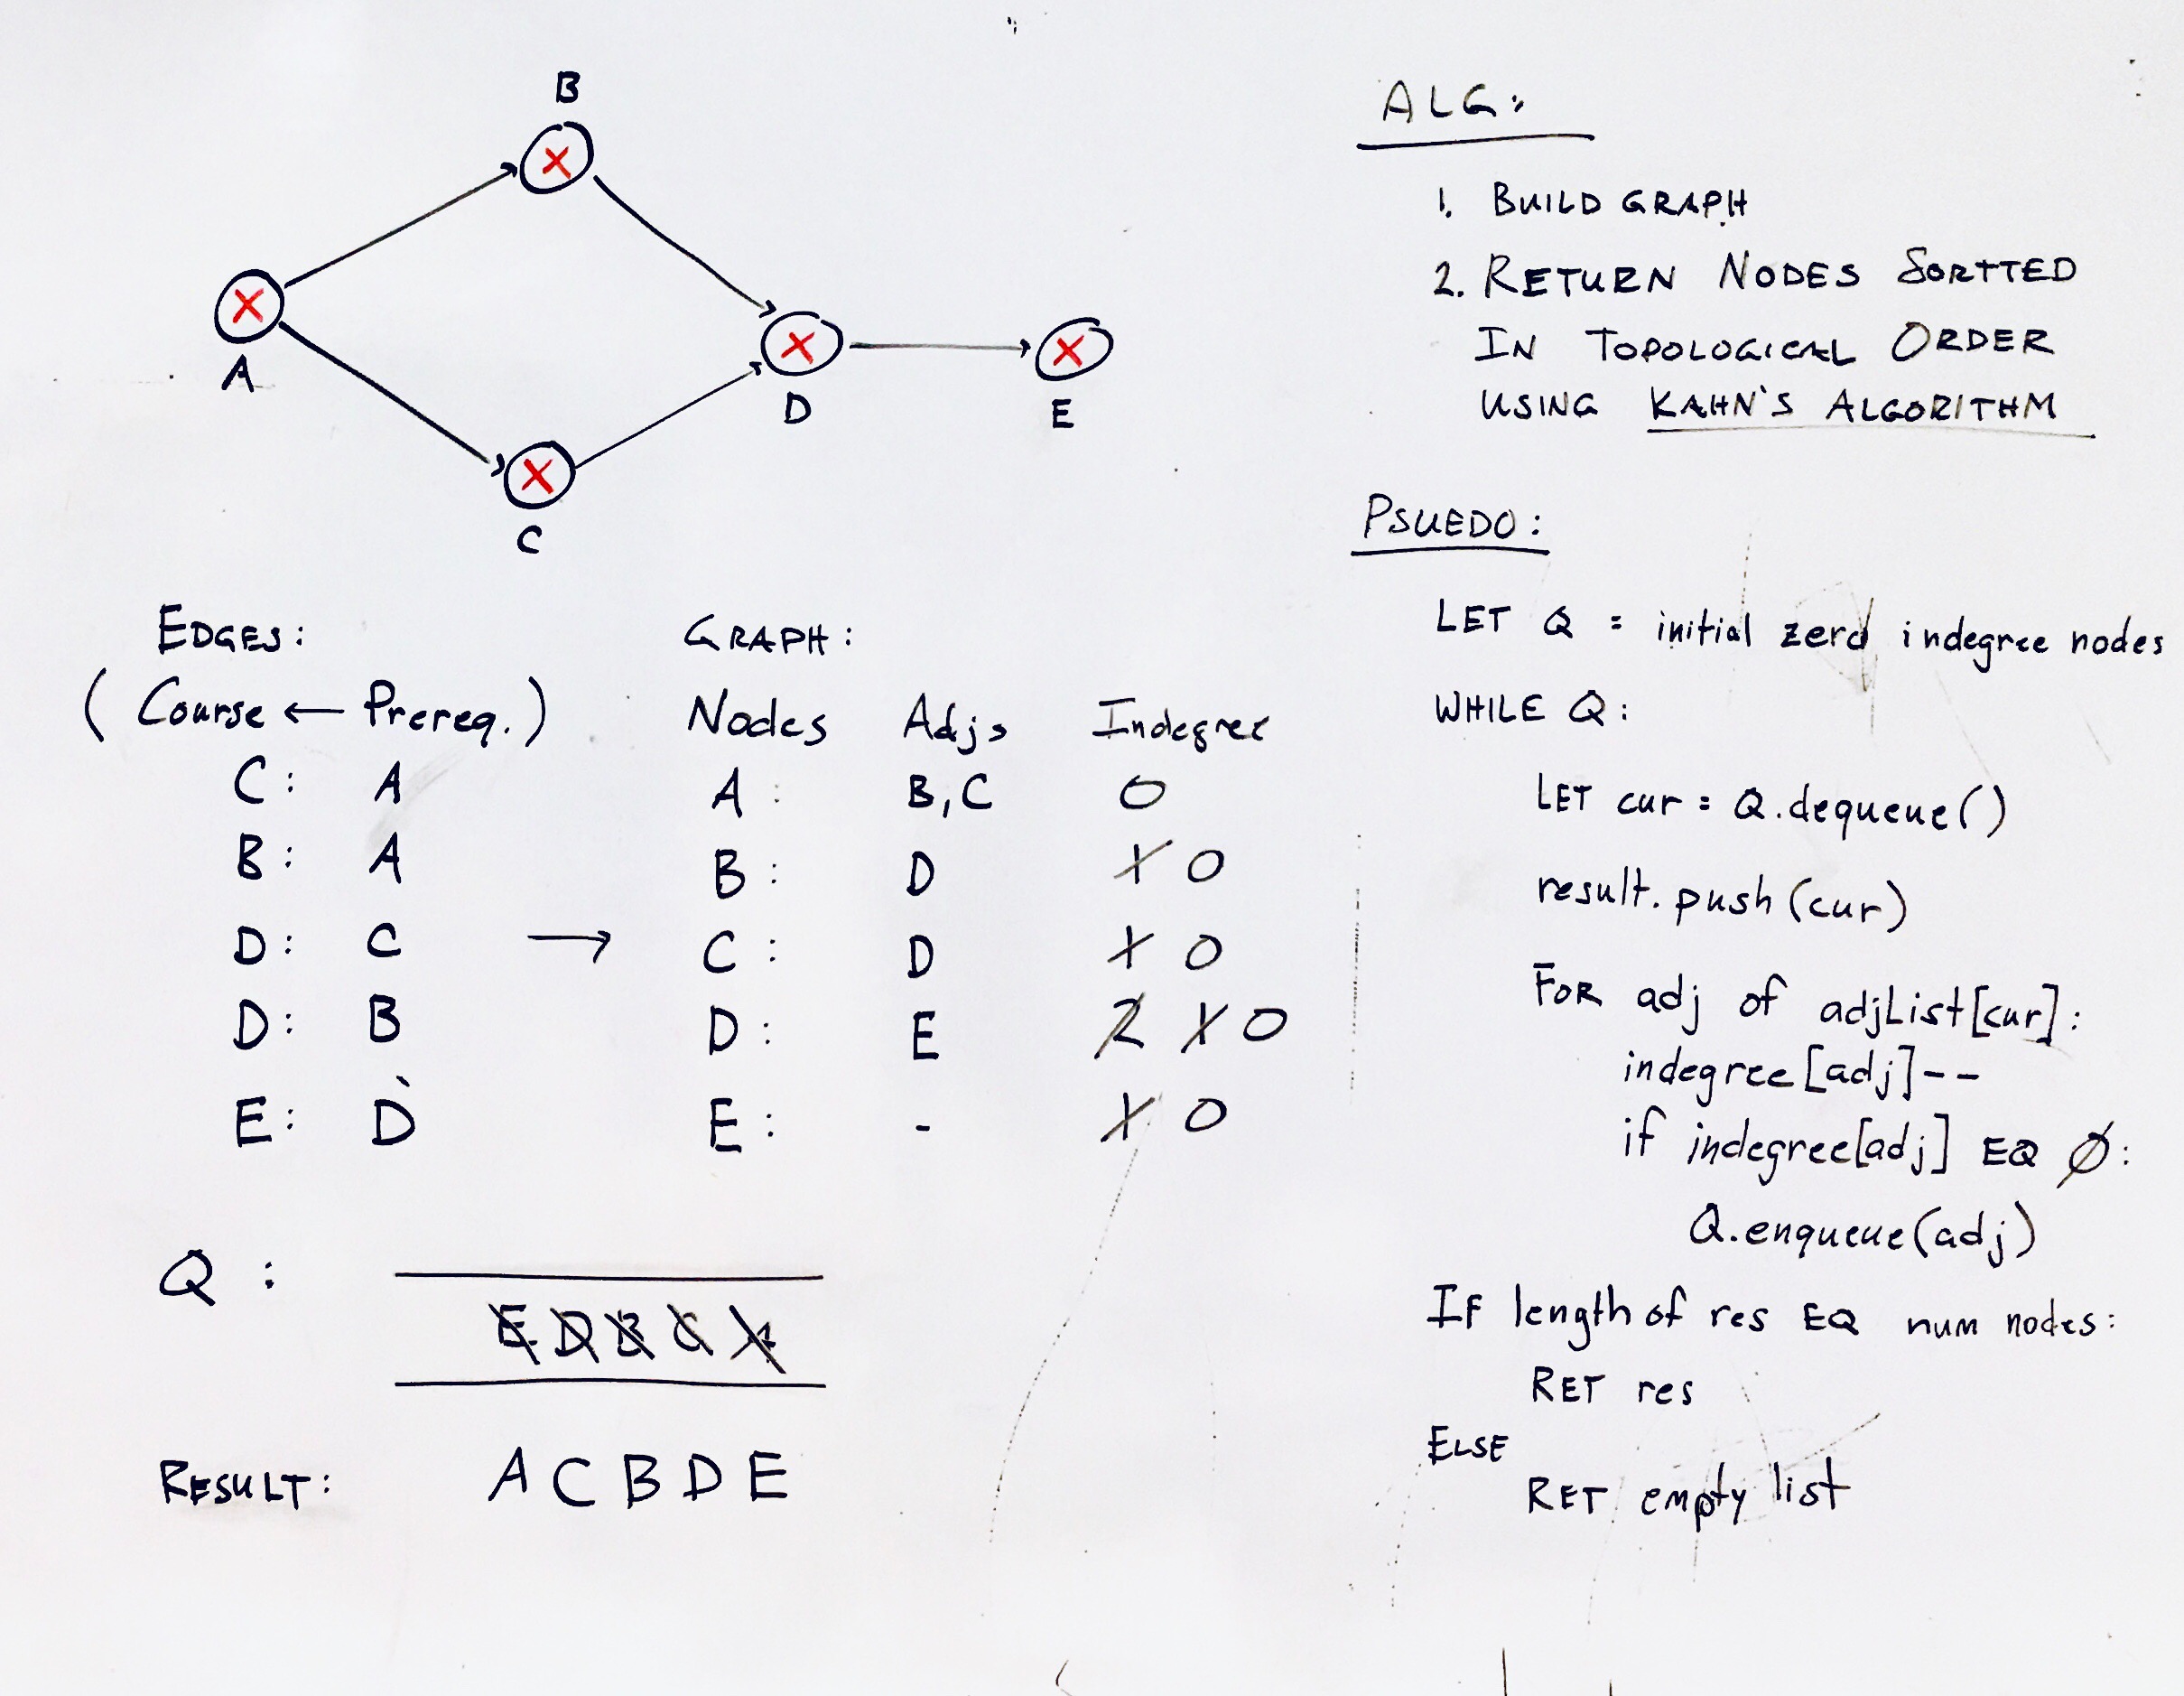 B
A
D
E
C
EDGES:
(Course ← Prereq.)
C: A
B: A
D: C
D: B
E: D
→
GRAPH:
Nodes Adjs Indegree
A: B,C 0
B: D 1 0
C: D 1 0
D: E 2 1 0
E: - 1 0
Q :
E D B C A
RESULT: A C B D E
ALG:
1. BUILD GRAPH
2. RETURN NODES SORTTED
IN TOPOLOGICAL ORDER
USING KAHN'S ALGORITHM
PSUEDO:
LET Q = initial zero indegree nodes
WHILE Q:
LET cur = Q.dequeue()
result.push(cur)
FOR adj of adjList[cur]:
indegree[adj]--
if indegree[adj] EQ Ø:
Q.enqueue(adj)
IF length of res EQ num nodes:
RET res
ELSE
RET empty list